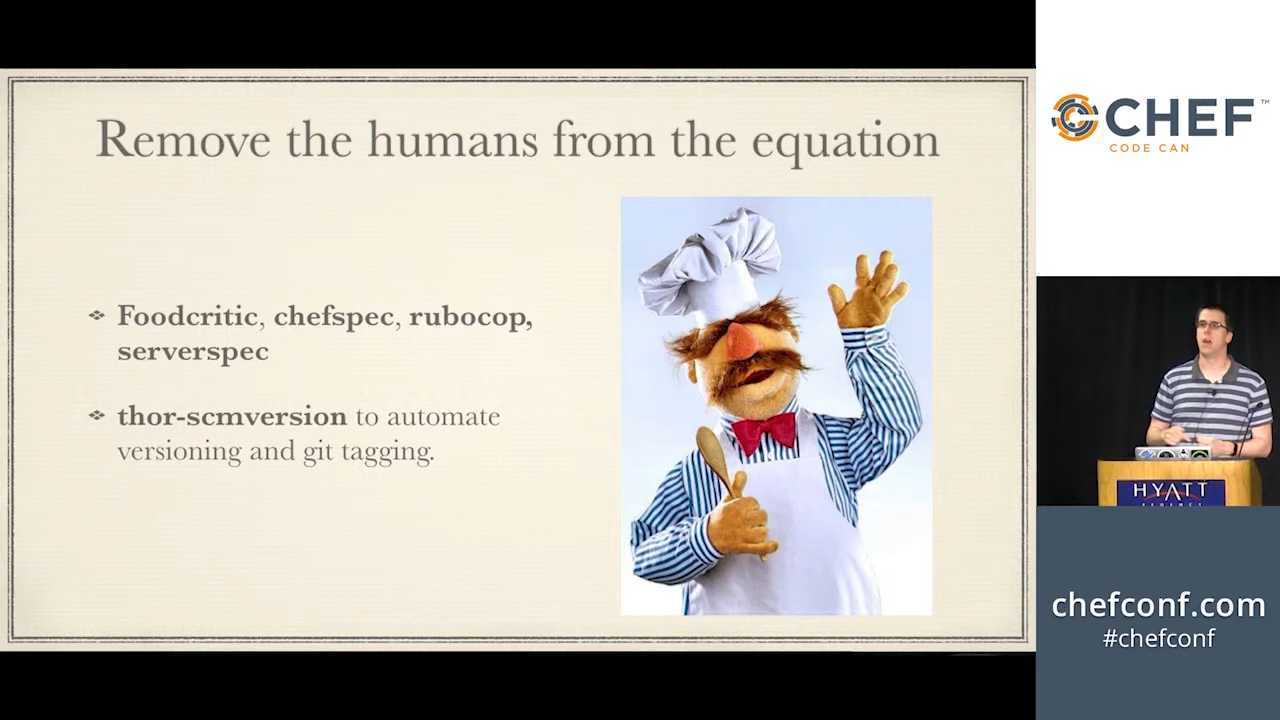 Remove the humans from the equation
Foodcritic, chefspec, rubocop,
serverspec
thor-scmversion to automate
versioning and git tagging.
CHEF™
CODE CAN
HYATT
chefconf.com
#chefconf